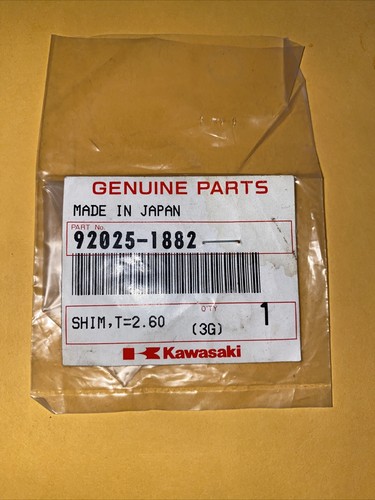 GENUINE PARTS
MADE IN JAPAN
PART No.
92025-1882
Q'TY
SHIM,T=2.60 (3G) 1
Kawasaki